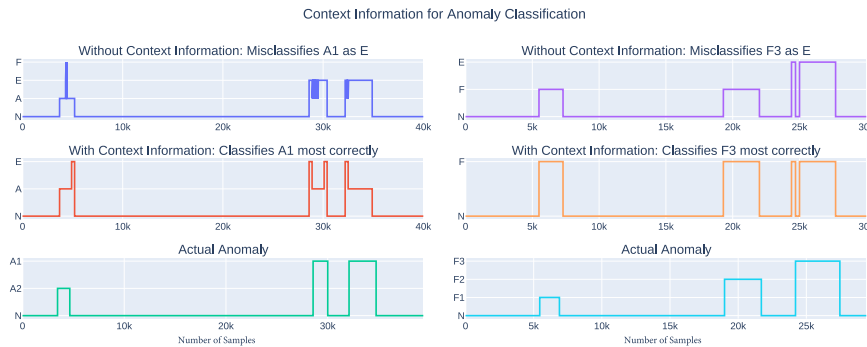 Context Information for Anomaly Classification
Without Context Information: Misclassifies A1 as E
F
E
A
N
0 10k 20k 30k 40k
With Context Information: Classifies A1 most correctly
E
A
N
0 10k 20k 30k 40k
Actual Anomaly
A1
A2
N
0 10k 20k 30k
Number of Samples
Without Context Information: Misclassifies F3 as E
E
F
N
0 5k 10k 15k 20k 25k 30
With Context Information: Classifies F3 most correctly
F
N
0 5k 10k 15k 20k 25k 30
Actual Anomaly
F3
F2
F1
N
0 5k 10k 15k 20k 25k
Number of Samples